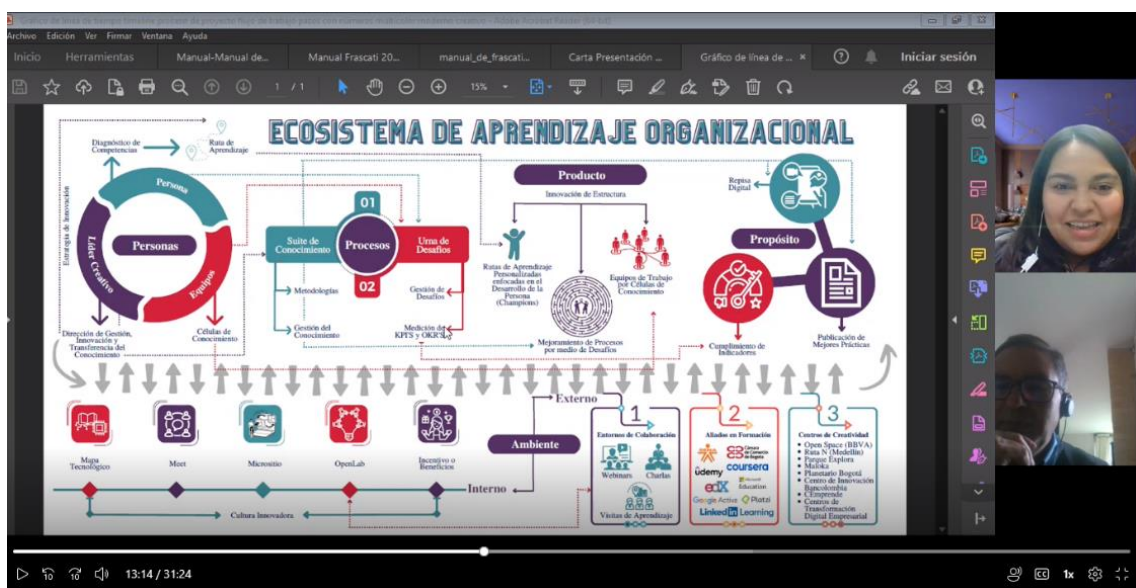 Gráfico de línea de tiempo timeline póster de proyecto flujo de trabajo pasos con números multicolor moderno creativo - Adobe Acrobat Reader (64-bit)
Archivo Edición Ver Firmar Ventana Ayuda
Inicio Herramientas Manual-Manual de... Manual Frascati 20... manual_de_frascati... Carta Presentación ... Gráfico de línea de ... × Iniciar sesión
1 / 1 15%
ECOSISTEMA DE APRENDIZAJE ORGANIZACIONAL
Diagnóstico de
Competencias
Ruta de
Aprendizaje
Estrategia de Innovación
Persona
Líder Creativo
Equipos
Personas
Dirección de Gestión,
Innovación y
Transferencia del
Conocimiento
Células de
Conocimiento
01
Suite de
Conocimiento
Procesos
Urna de
Desafíos
02
Metodologías
Gestión del
Conocimiento
Gestión de
Desafíos
Medición de
KPI'S y OKR'S
Producto
Innovación de Estructura
Rutas de Aprendizaje
Personalizadas
enfocadas en el
Desarrollo de la
Persona
(Champions)
Mejoramiento de Procesos
por medio de Desafíos
Equipos de Trabajo
por Células de
Conocimiento
Repisa
Digital
Propósito
Cumplimiento de
Indicadores
Publicación de
Mejores Prácticas
Mapa
Tecnológico
Meet
Micrositio
OpenLab
Incentivo o
Beneficios
Cultura Innovadora
Externo
Ambiente
Interno
1
Entornos de Colaboración
Webinars
Charlas
Visitas de Aprendizaje
2
Aliados en Formación
Cámara
de Comercio
de Bogotá
udemy
coursera
edX
Microsoft
Education
Google Activate
Platzi
LinkedIn Learning
3
Centros de Creatividad
Open Space (BBVA)
Ruta N (Medellín)
Parque Explora
Maloka
Planetario Bogotá
Centro de Innovación
Bancolombia
CEmprende
Centros de
Transformación
Digital Empresarial
10 10 13:14 / 31:24 CC 1x